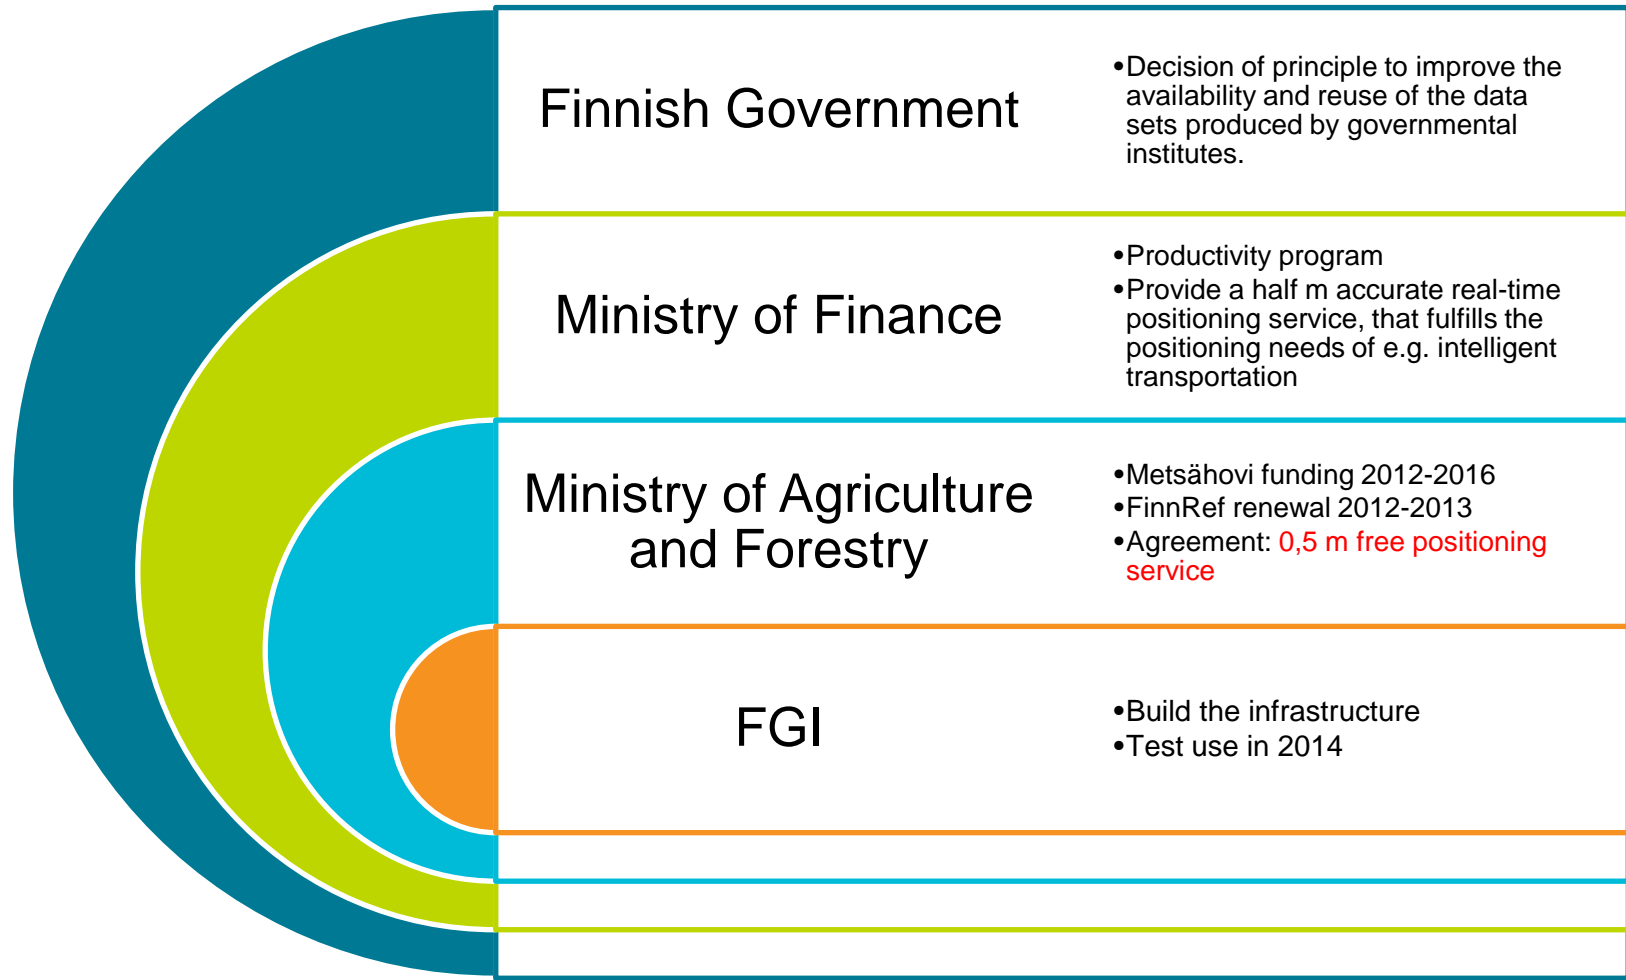 Finnish Government
•Decision of principle to improve the
availability and reuse of the data
sets produced by governmental
institutes.
Ministry of Finance
•Productivity program
•Provide a half m accurate real-time
positioning service, that fulfills the
positioning needs of e.g. intelligent
transportation
Ministry of Agriculture
and Forestry
•Metsähovi funding 2012-2016
•FinnRef renewal 2012-2013
•Agreement: 0,5 m free positioning
service
FGI
•Build the infrastructure
•Test use in 2014